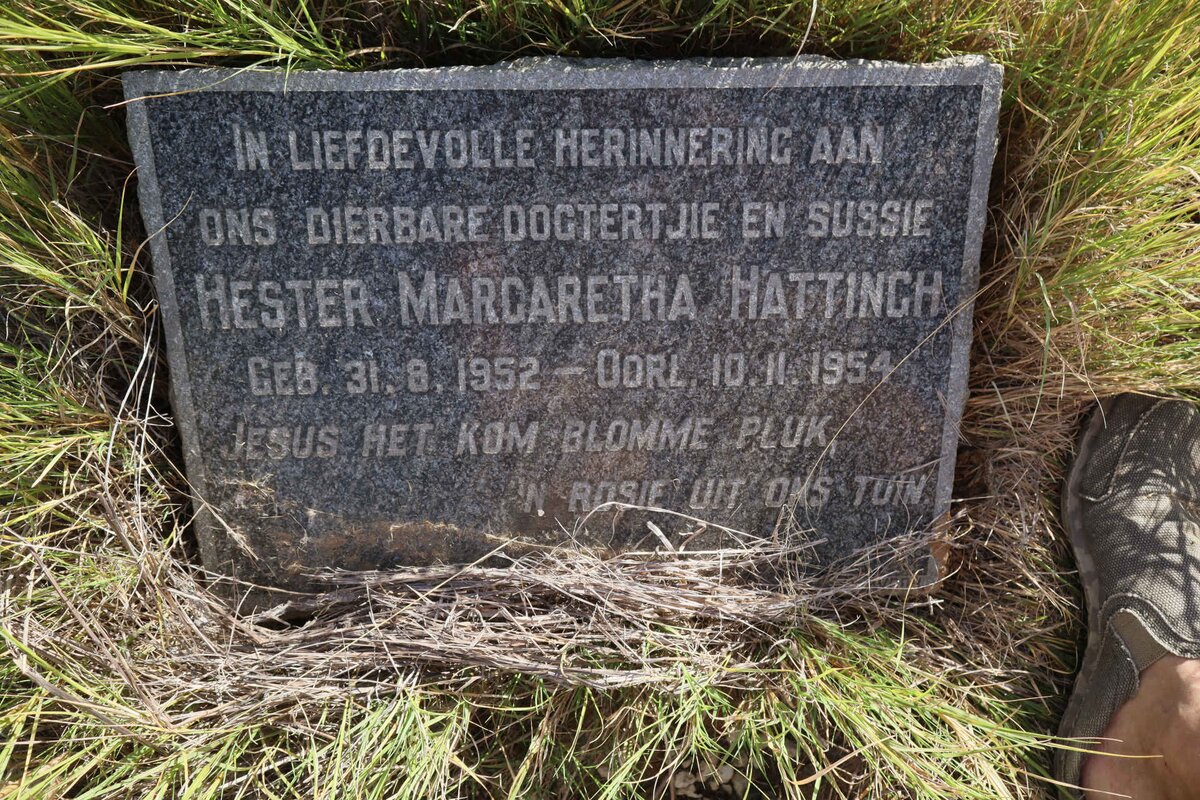 IN LIEFDEVOLLE HERINNERING AAN
ONS DIERBARE DOGTERTJIE EN SUSSIE
HESTER MARGARETHA HATTINGH
GEB. 31.8.1952 – OORL. 10.11.1954
JESUS HET KOM BLOMME PLUK,
'N ROSIE UIT ONS TUIN.